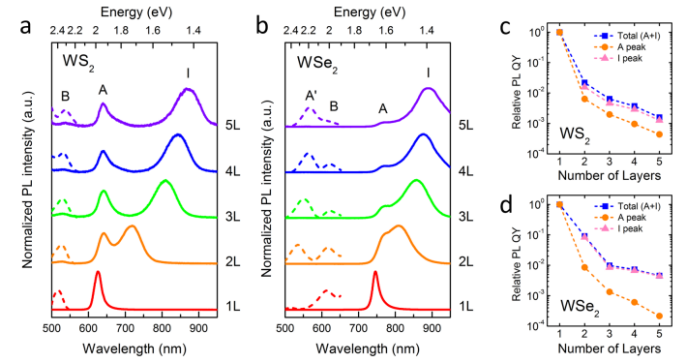 a
Energy (eV)
2.4 2.2 2 1.8 1.6 1.4
WS2
B
A
I
5L
4L
3L
2L
1L
Normalized PL intensity (a.u.)
500 600 700 800 900
Wavelength (nm)
b
Energy (eV)
2.4 2.2 2 1.8 1.6 1.4
WSe2
A'
B
A
I
5L
4L
3L
2L
1L
Normalized PL intensity (a.u.)
500 600 700 800 900
Wavelength (nm)
c
Relative PL QY
10^0
10^-1
10^-2
10^-3
10^-4
Total (A+I)
A peak
I peak
WS2
1 2 3 4 5
Number of Layers
d
Relative PL QY
10^0
10^-1
10^-2
10^-3
10^-4
Total (A+I)
A peak
I peak
WSe2
1 2 3 4 5
Number of Layers